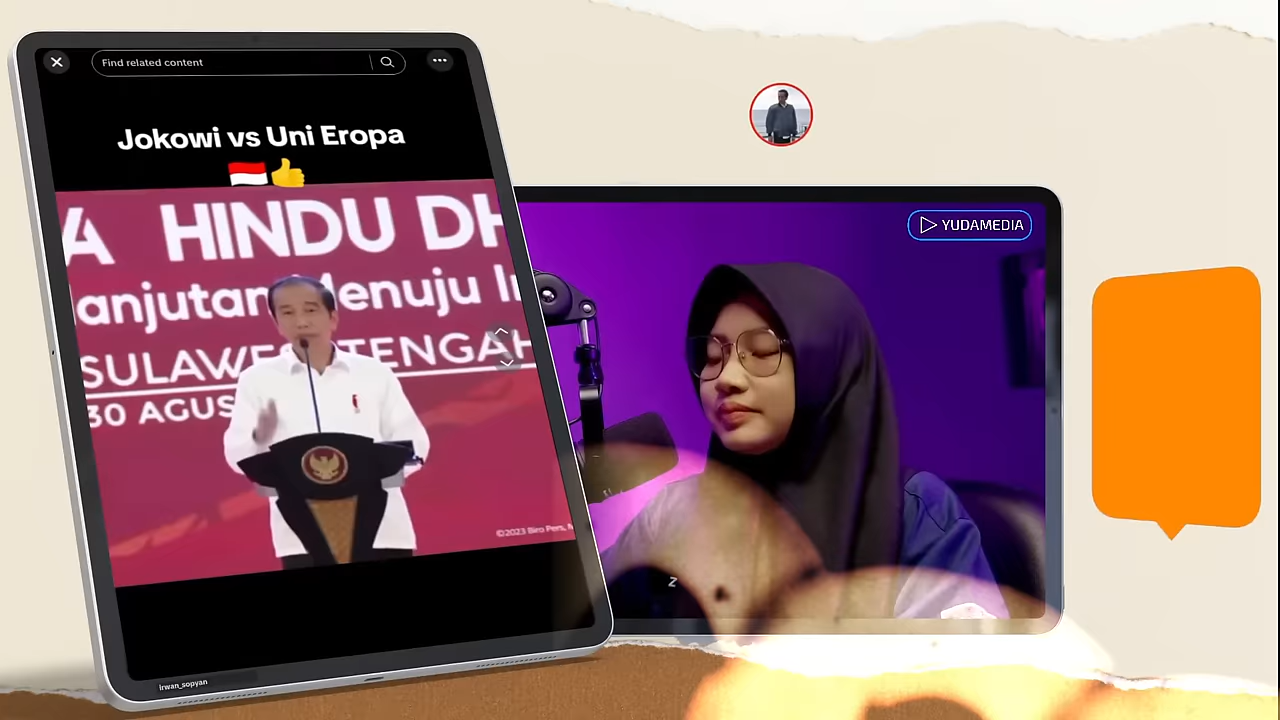 Find related content
Jokowi vs Uni Eropa
A HINDU DH
anjutan Menuju I
SULAWESI TENGAH
30 AGUS
©2023 Biro Pers, M
Irwan_sopyan
YUDAMEDIA
z